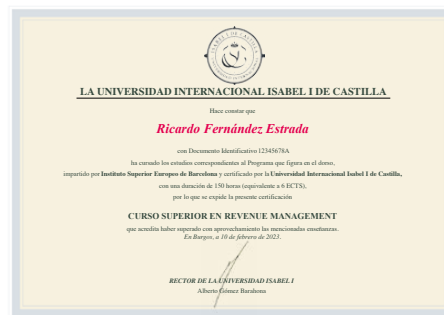 ISABEL I DE CASTILLA
LA UNIVERSIDAD INTERNACIONAL ISABEL I DE CASTILLA
Hace constar que
Ricardo Fernández Estrada
con Documento Identificativo 12345678A
ha cursado los estudios correspondientes al Programa que figura en el dorso,
impartido por Instituto Superior Europeo de Barcelona y certificado por la Universidad Internacional Isabel I de Castilla,
con una duración de 150 horas (equivalente a 6 ECTS),
por lo que se expide la presente certificación
CURSO SUPERIOR EN REVENUE MANAGEMENT
que acredita haber superado con aprovechamiento las mencionadas enseñanzas.
En Burgos, a 10 de febrero de 2023.
RECTOR DE LA UNIVERSIDAD ISABEL I
Alberto Gómez Barahona